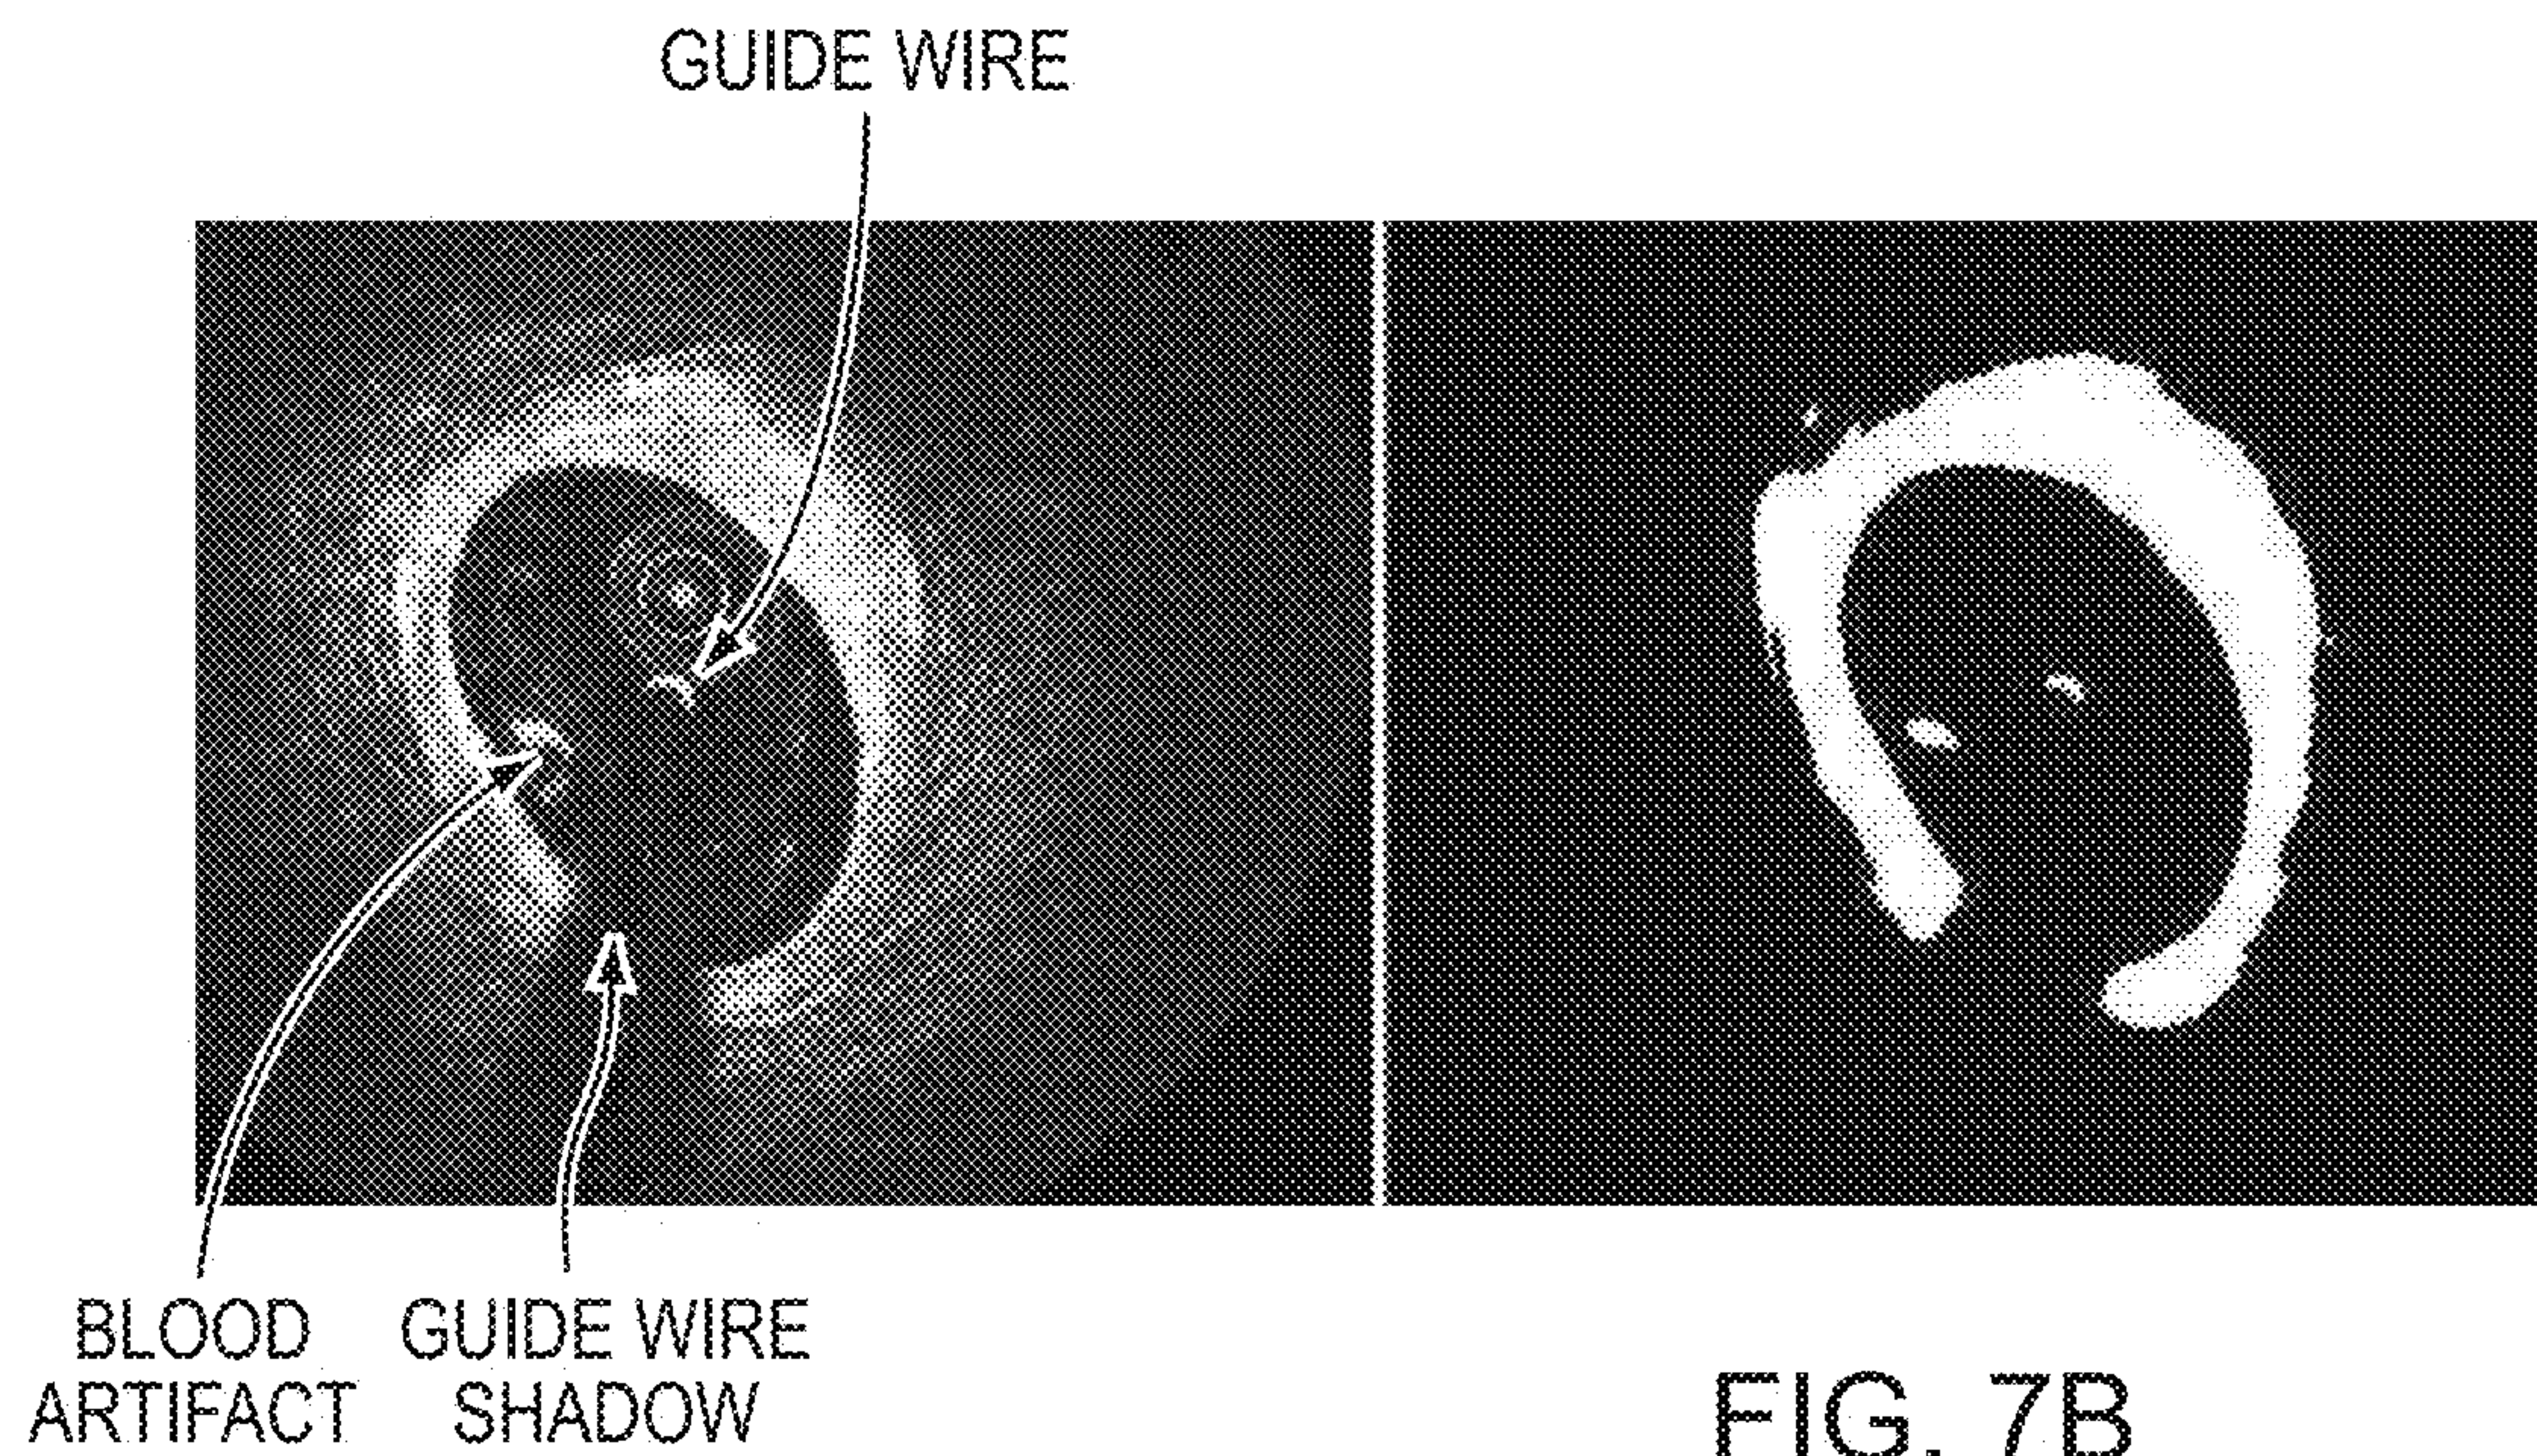 GUIDE WIRE
BLOOD ARTIFACT
GUIDE WIRE SHADOW
FIG. 7B